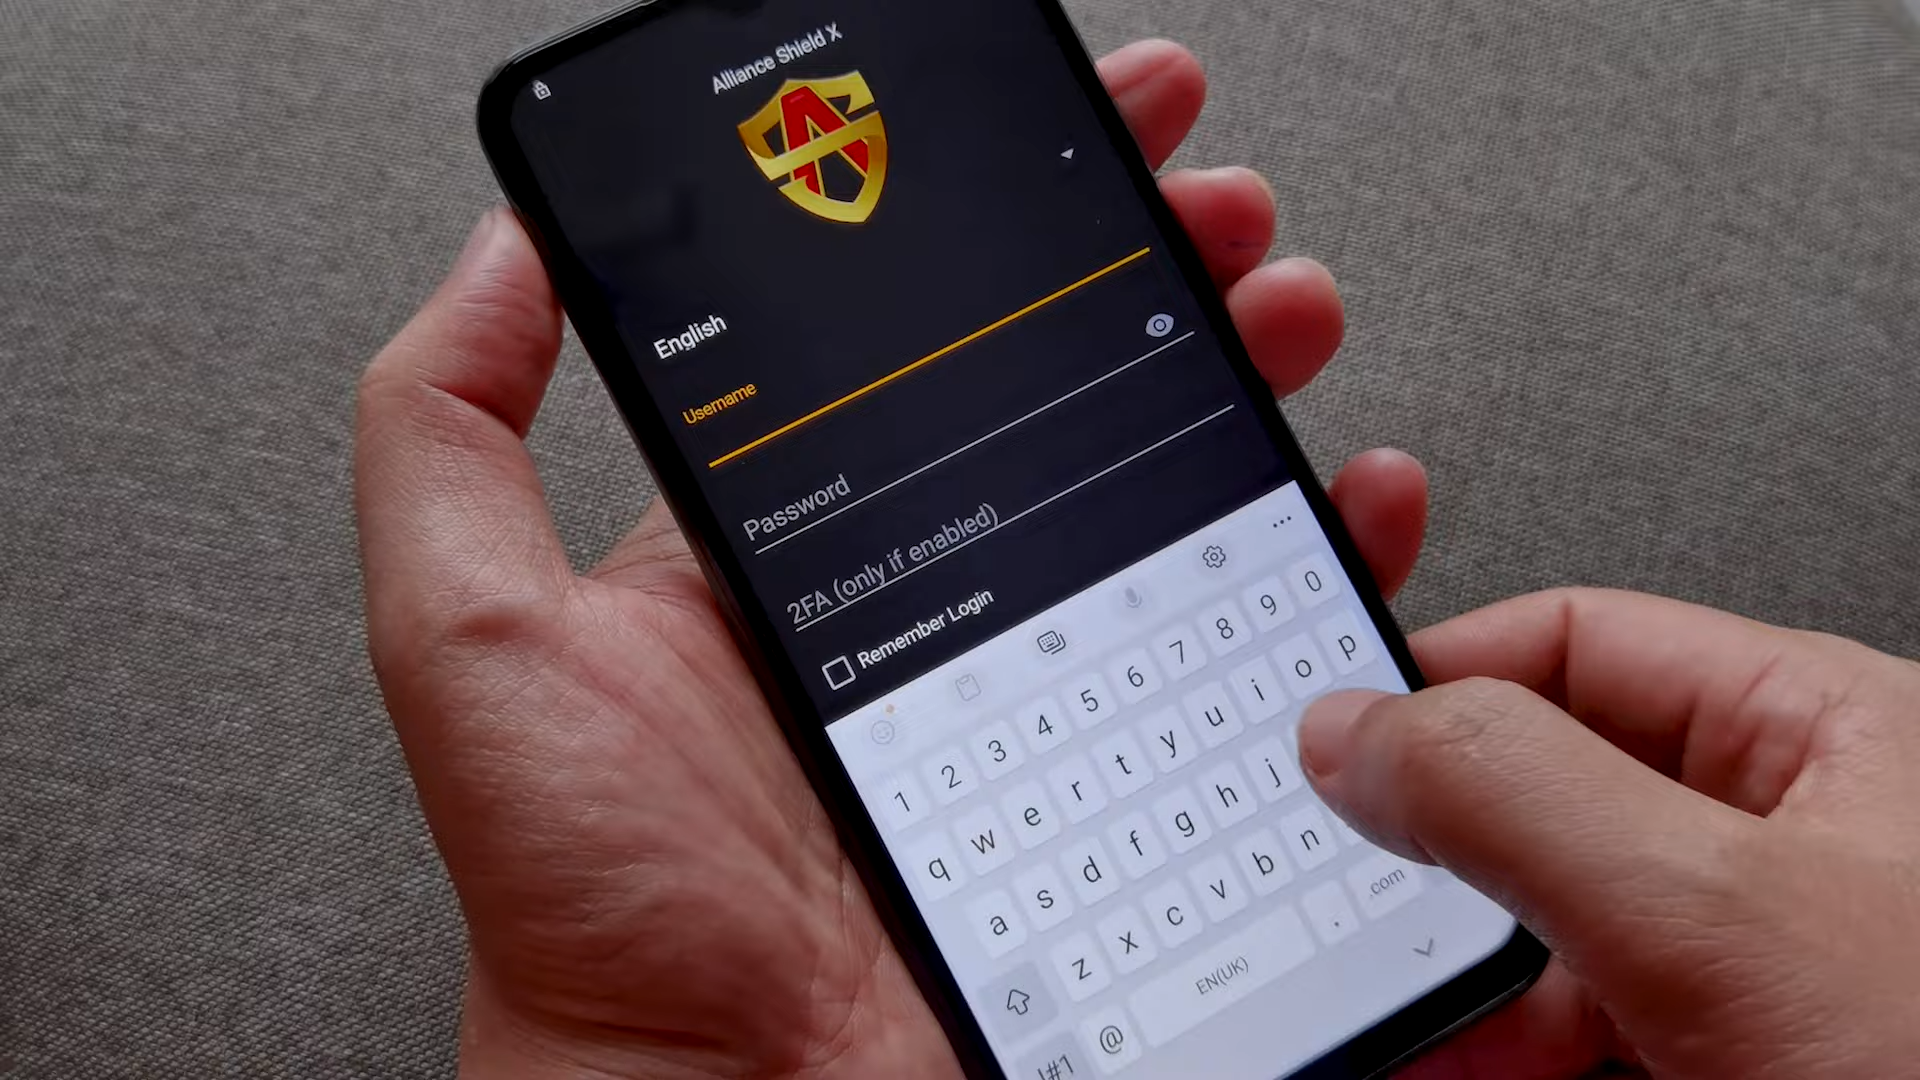 Alliance Shield X
English
Username
Password
2FA (only if enabled)
Remember Login
1 2 3 4 5 6 7 8 9 0
q w e r t y u i o p
a s d f g h j
z x c v b n
!#1 @ EN(UK) . .com